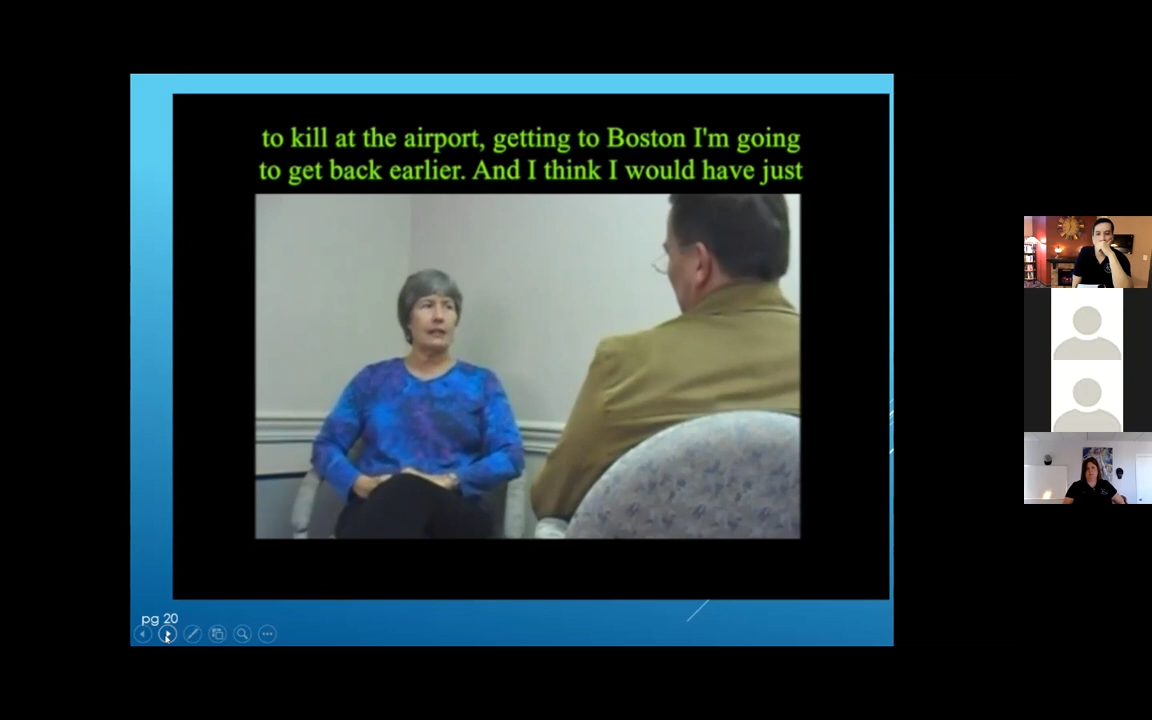 to kill at the airport, getting to Boston I'm going
to get back earlier. And I think I would have just
pg 20